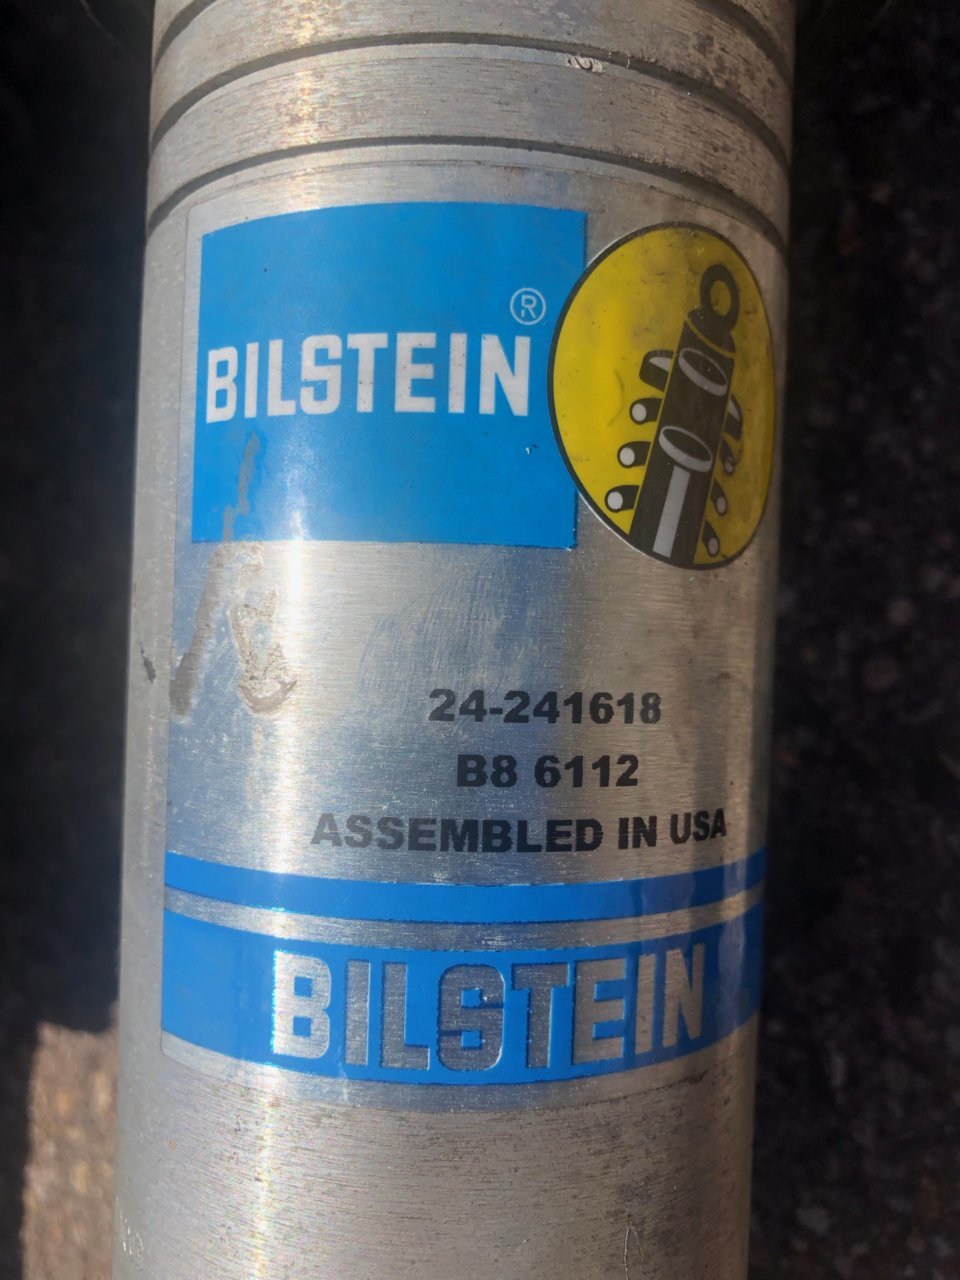 BILSTEIN®
24-241618
B8 6112
ASSEMBLED IN USA
BILSTEIN